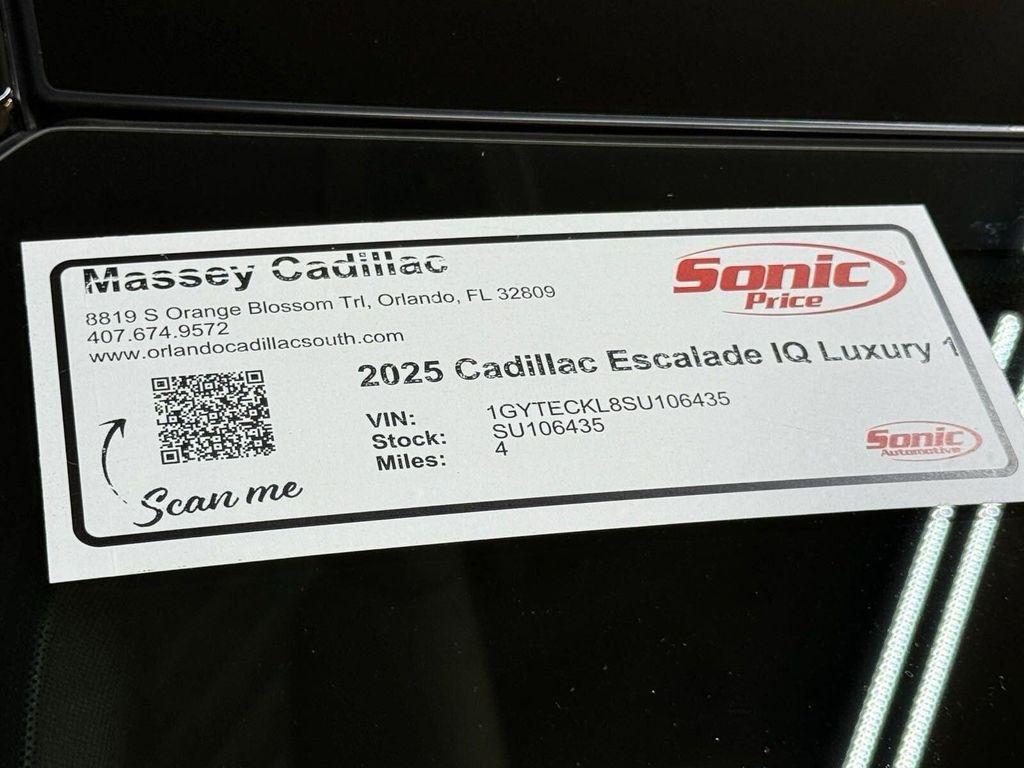 Massey Cadillac
8819 S Orange Blossom Trl, Orlando, FL 32809
407.674.9572
www.orlandocadillacsouth.com
Sonic
Price
2025 Cadillac Escalade IQ Luxury 1
VIN: 1GYTECKL8SU106435
Stock: SU106435
Miles: 4
Scan me
Sonic
Automotive